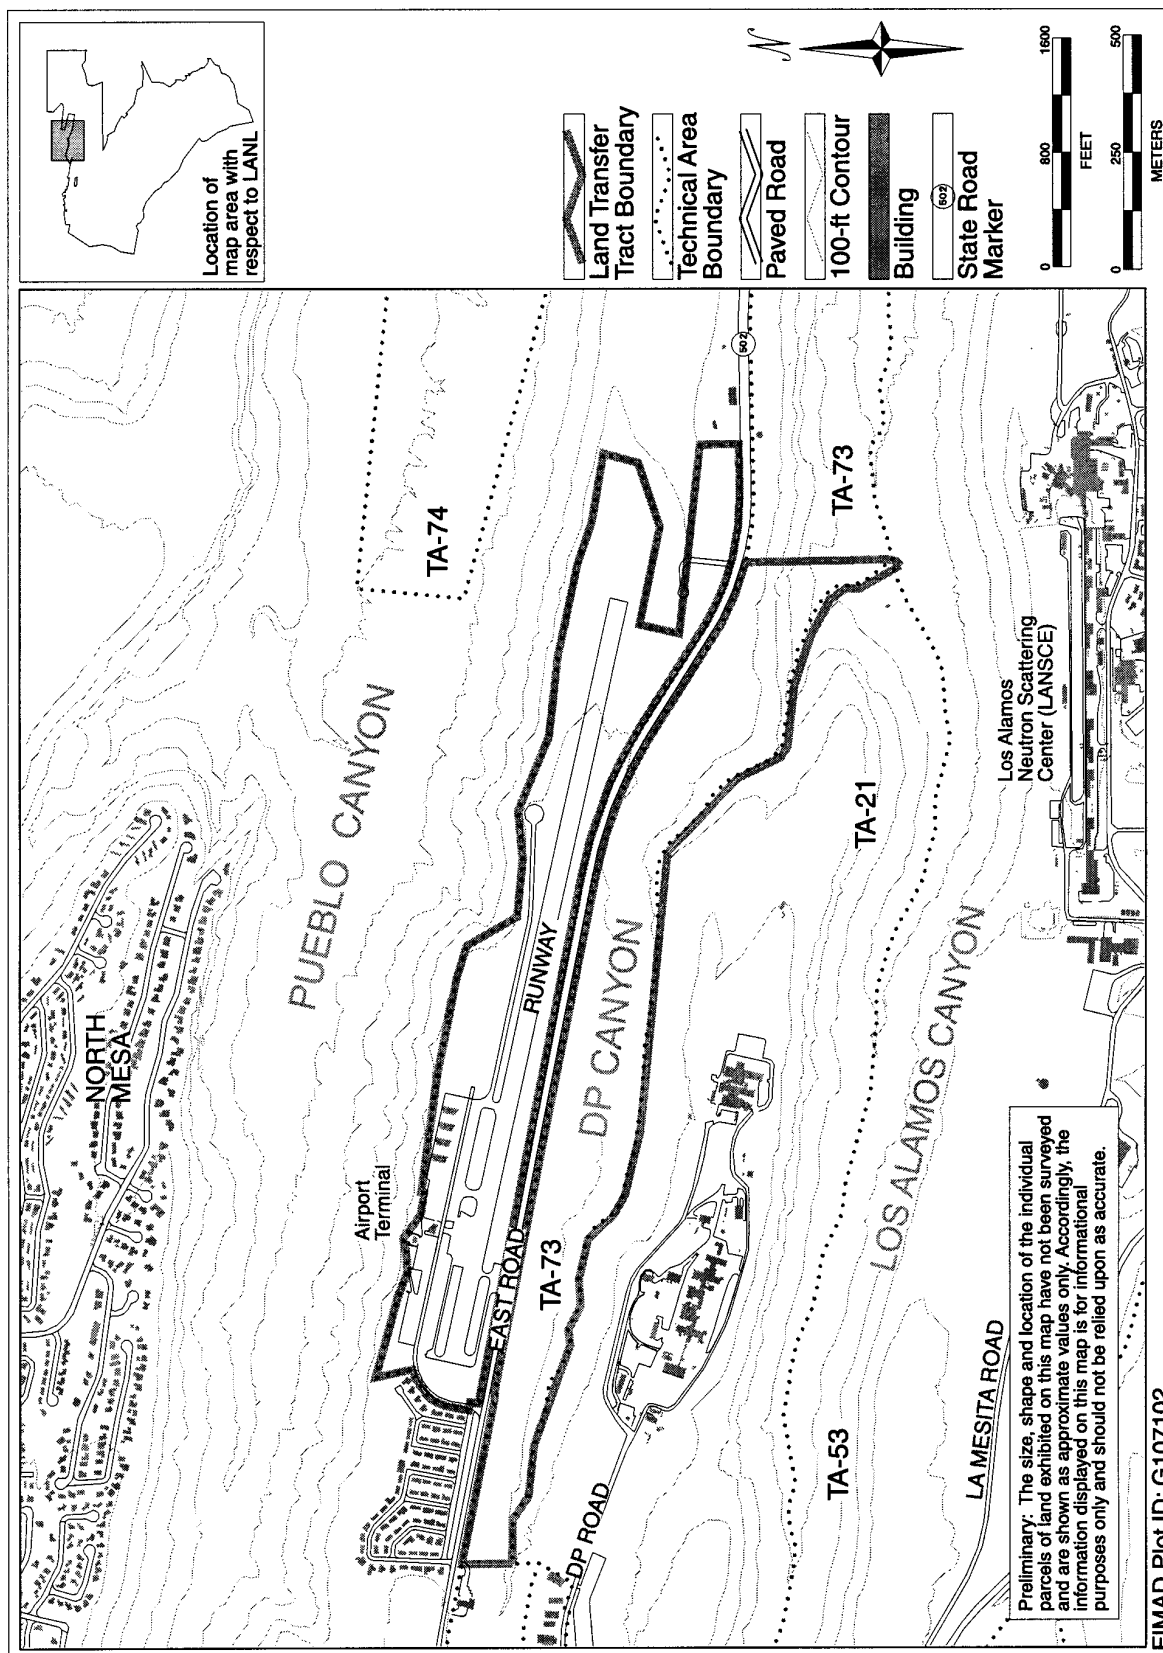 Location of
map area with
respect to LANL
N
Land Transfer
Tract Boundary
Technical Area
Boundary
Paved Road
100-ft Contour
Building
502
State Road
Marker
0 800 1600
FEET
0 250 500
METERS
NORTH
MESA
PUEBLO CANYON
TA-74
Airport
Terminal
RUNWAY
EAST ROAD
TA-73
DP CANYON
502
TA-73
DP ROAD
TA-21
TA-53
LOS ALAMOS CANYON
Los Alamos
Neutron Scattering
Center (LANSCE)
LA MESITA ROAD
Preliminary: The size, shape and location of the individual
parcels of land exhibited on this map have not been surveyed
and are shown as approximate values only. Accordingly, the
information displayed on this map is for informational
purposes only and should not be relied upon as accurate.
FIMAD Plot ID: G107102